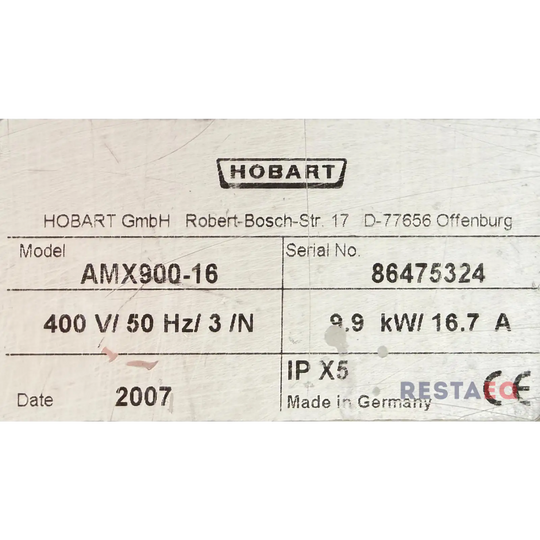 HOBART
HOBART GmbH Robert-Bosch-Str. 17 D-77656 Offenburg
Model AMX900-16 Serial No. 86475324
400 V/ 50 Hz/ 3 /N 9.9 kW/ 16.7 A
IP X5
Date 2007 Made in Germany CE
RESTAEQ